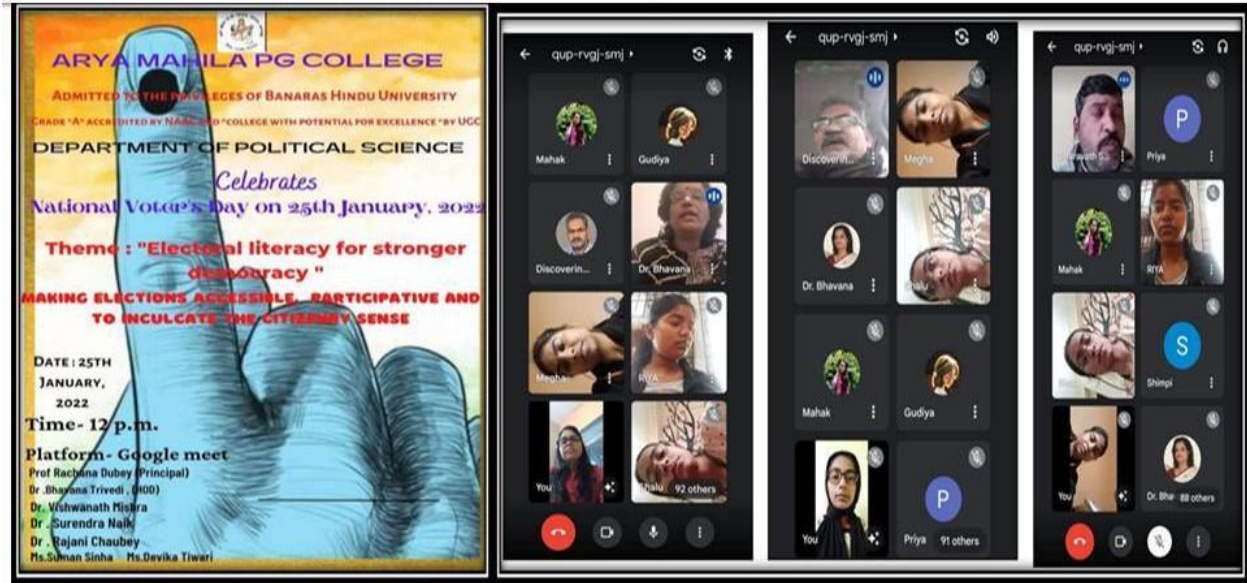 ARYA MAHILA PG COLLEGE
ADMITTED TO THE PRIVILEGES OF BANARAS HINDU UNIVERSITY
GRADE "A" ACCREDITED BY NAAC AND "COLLEGE WITH POTENTIAL FOR EXCELLENCE "BY UGC
DEPARTMENT OF POLITICAL SCIENCE
Celebrates
National Voter's Day on 25th January, 2022
Theme : "Electoral literacy for stronger
democracy "
MAKING ELECTIONS ACCESSIBLE, PARTICIPATIVE AND
TO INCULCATE THE CITIZENRY SENSE
DATE : 25TH
JANUARY,
2022
Time- 12 p.m.
Platform- Google meet
Prof Rachana Dubey (Principal)
Dr .Bhavana Trivedi , (HOD)
Dr. Vishwanath Mishra
Dr . Surendra Naik
Dr . Rajani Chaubey
Ms.Suman Sinha Ms.Devika Tiwari
qup-rvgj-smj
Mahak
Gudiya
Discoverin...
Dr. Bhavana
Megha
RIYA
You
Shalu
92 others
qup-rvgj-smj
Discoverin...
Megha
Dr. Bhavana
Shalu
Mahak
Gudiya
You
P
Priya
91 others
qup-rvgj-smj
P
Priya
Mahak
RIYA
S
Shimpi
You
Dr. Bha
88 others